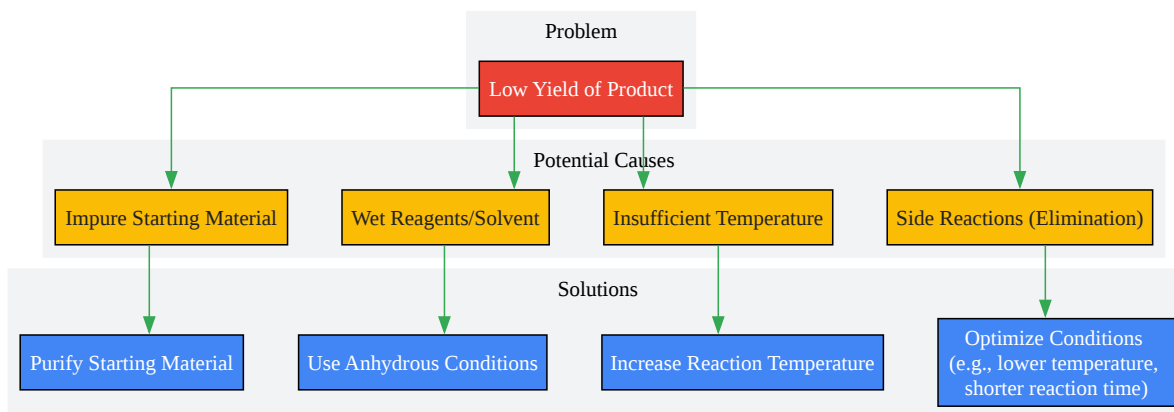 Problem
Low Yield of Product
Potential Causes
Impure Starting Material
Wet Reagents/Solvent
Insufficient Temperature
Side Reactions (Elimination)
Solutions
Purify Starting Material
Use Anhydrous Conditions
Increase Reaction Temperature
Optimize Conditions
(e.g., lower temperature,
shorter reaction time)